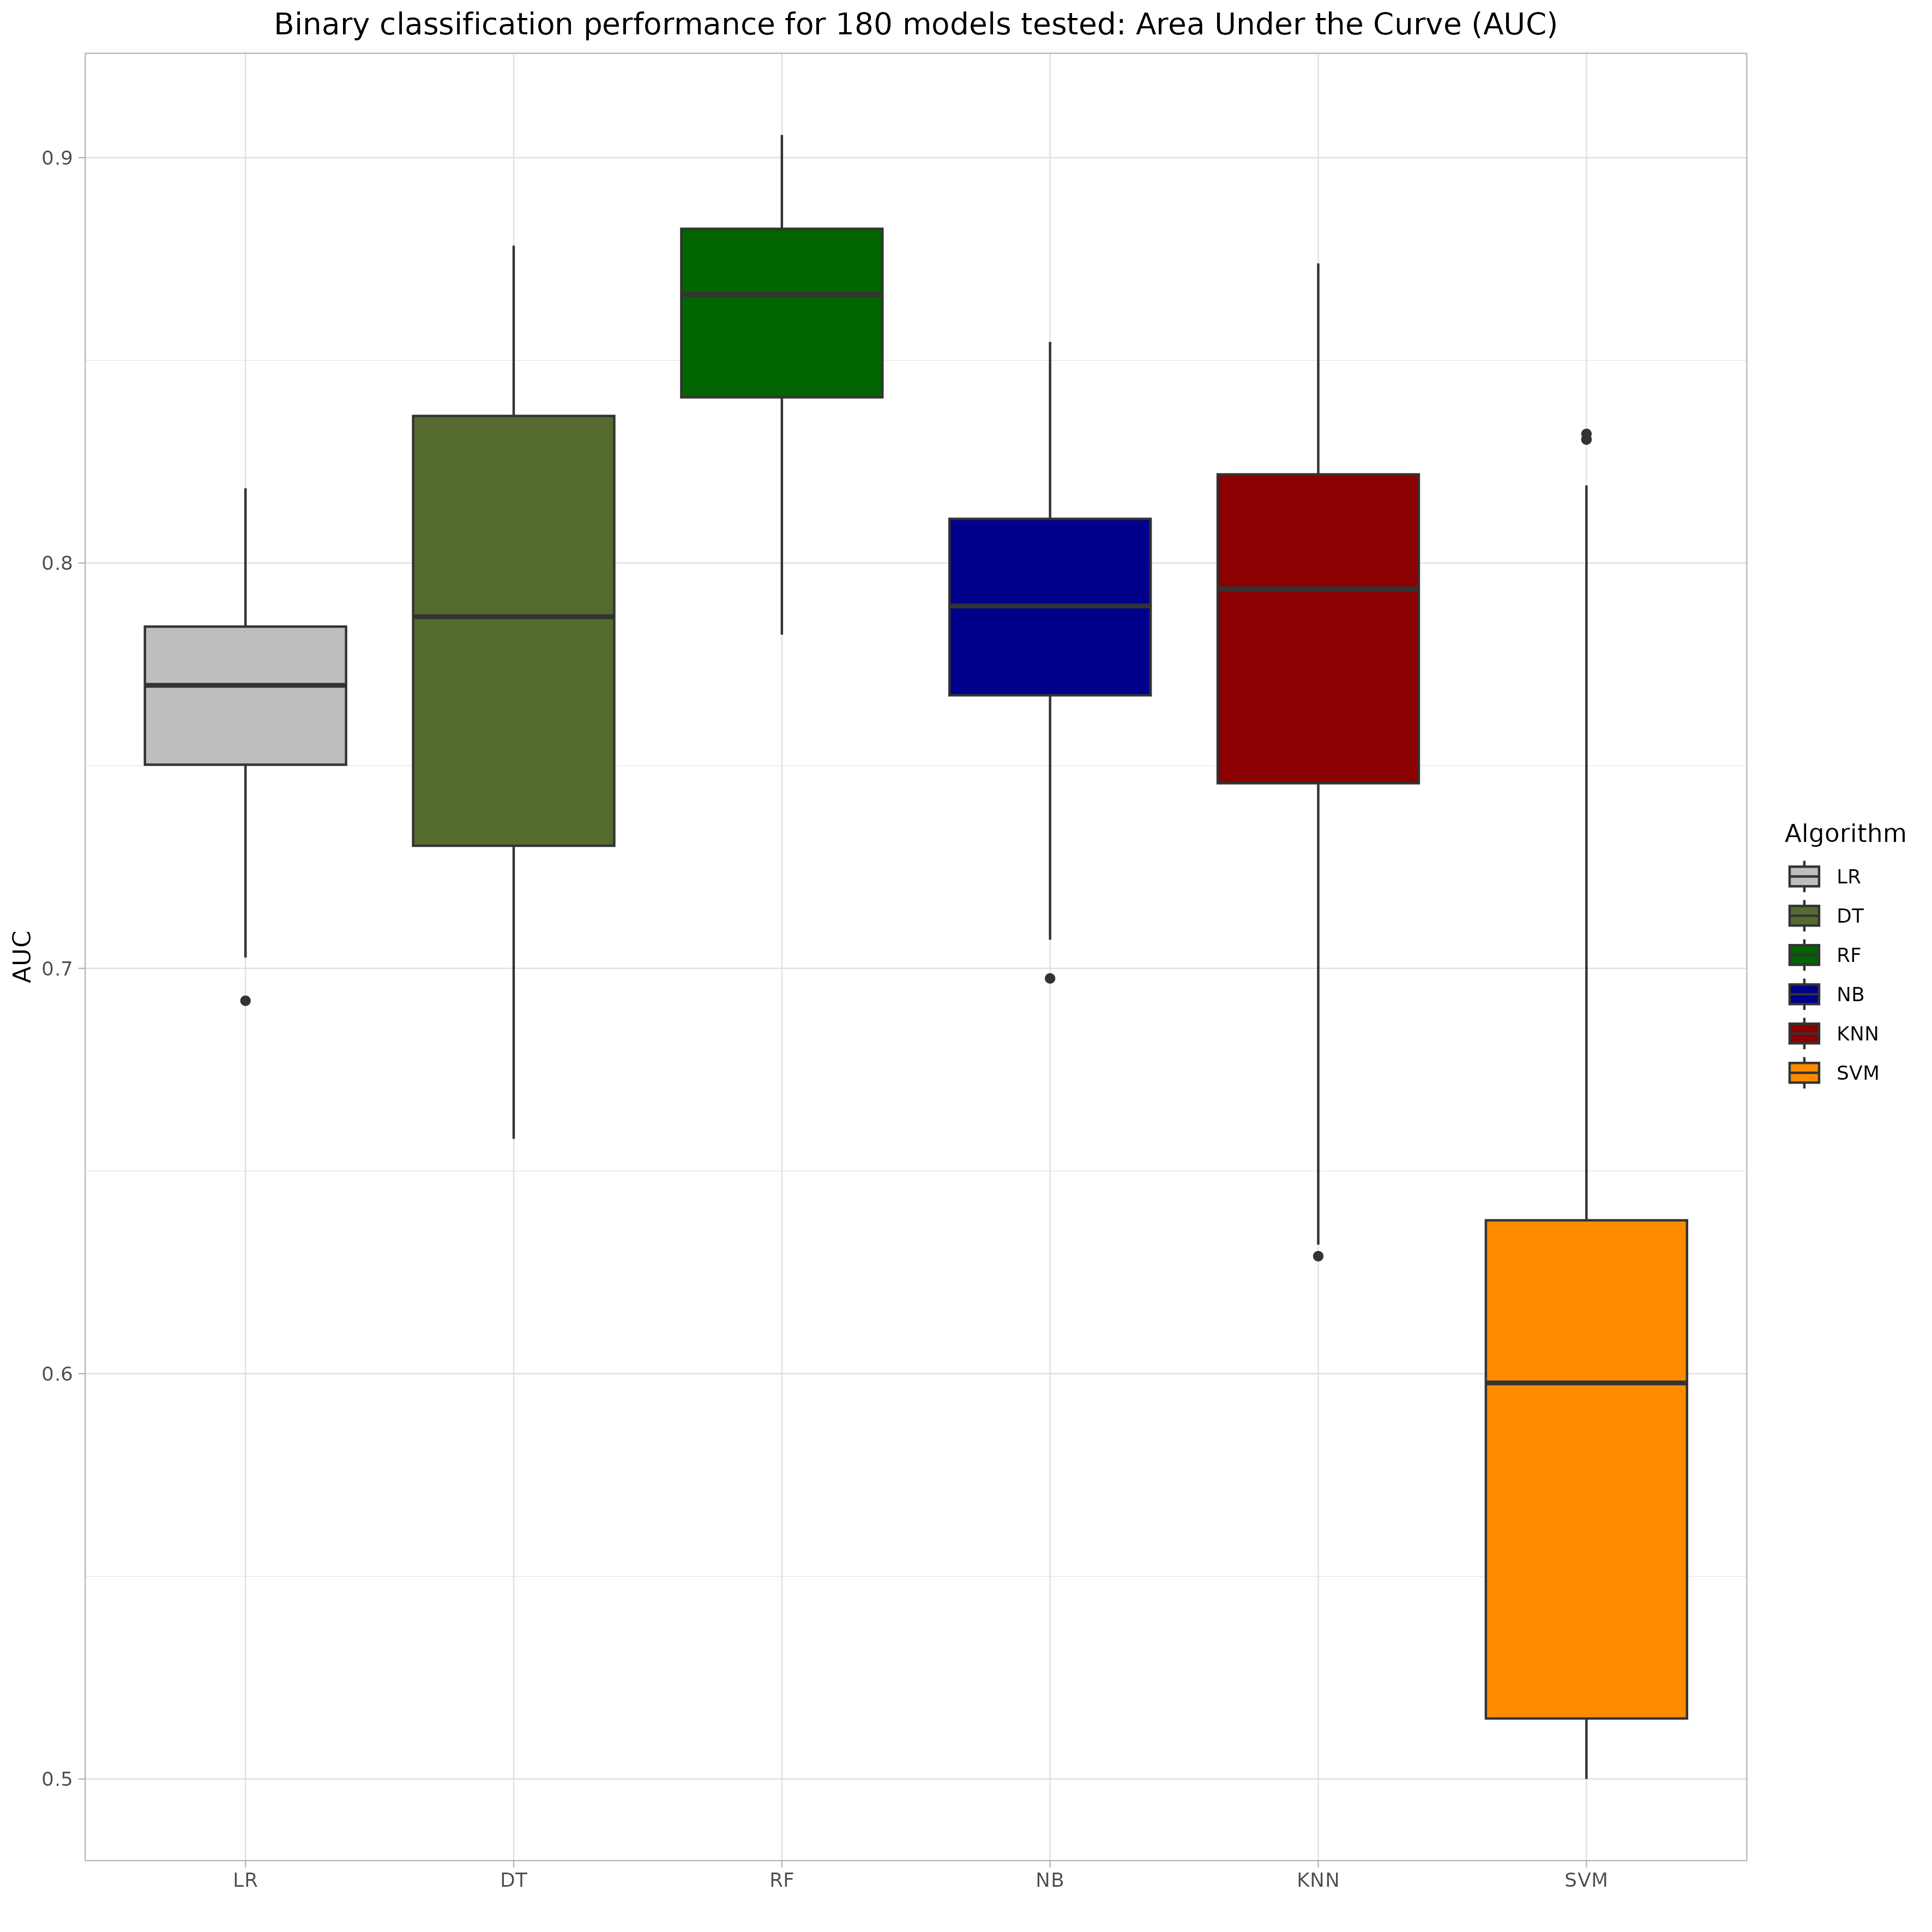 Binary classification performance for 180 models tested: Area Under the Curve (AUC)
AUC
0.9
0.8
0.7
0.6
0.5
LR
DT
RF
NB
KNN
SVM
Algorithm
LR
DT
RF
NB
KNN
SVM